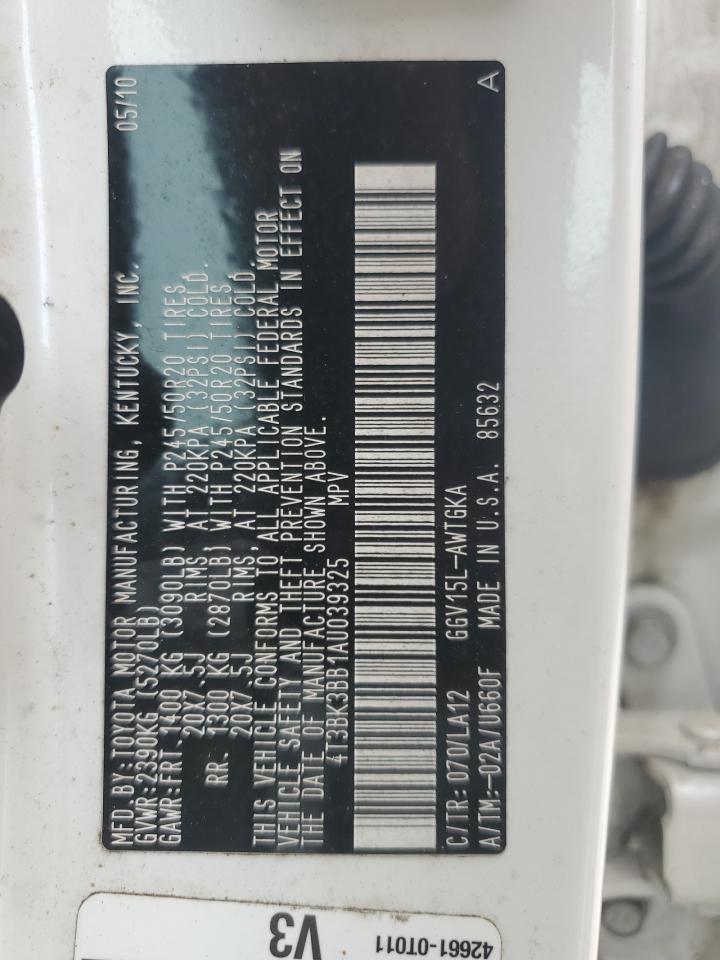 MFD.BY:TOYOTA MOTOR MANUFACTURING, KENTUCKY, INC. 05/10
GVWR:2390KG (5270LB)
GAWR:FRT. 1400 KG (3090LB) WITH P245/50R20 TIRES,
20X7.5J RIMS, AT 220KPA (32PSI) COLD.
RR. 1300 KG (2870LB) WITH P245/50R20 TIRES
20X7.5J RIMS, AT 220KPA (32PSI) COLD.
THIS VEHICLE CONFORMS TO ALL APPLICABLE FEDERAL MOTOR
VEHICLE SAFETY AND THEFT PREVENTION STANDARDS IN EFFECT ON
THE DATE OF MANUFACTURE SHOWN ABOVE.
4T3BK3BB1AU039325 MPV
C/TR: 070/LA12 GGV15L-AWTGKA
A/TM:-02A/U660F MADE IN U.S.A. 85632 A
V3
42661-0T011